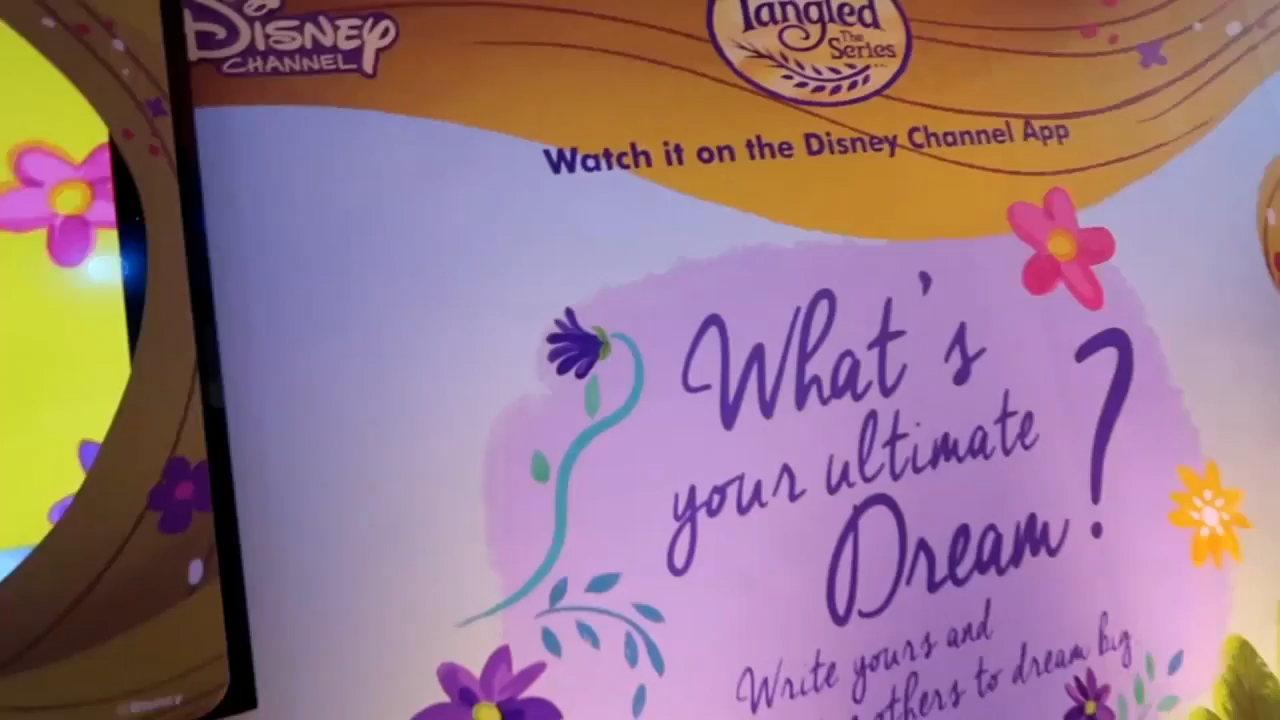 Disney
Channel
Tangled
The
Series
Watch it on the Disney Channel App
What's
your ultimate
Dream?
Write yours and
others to dream big
Disney